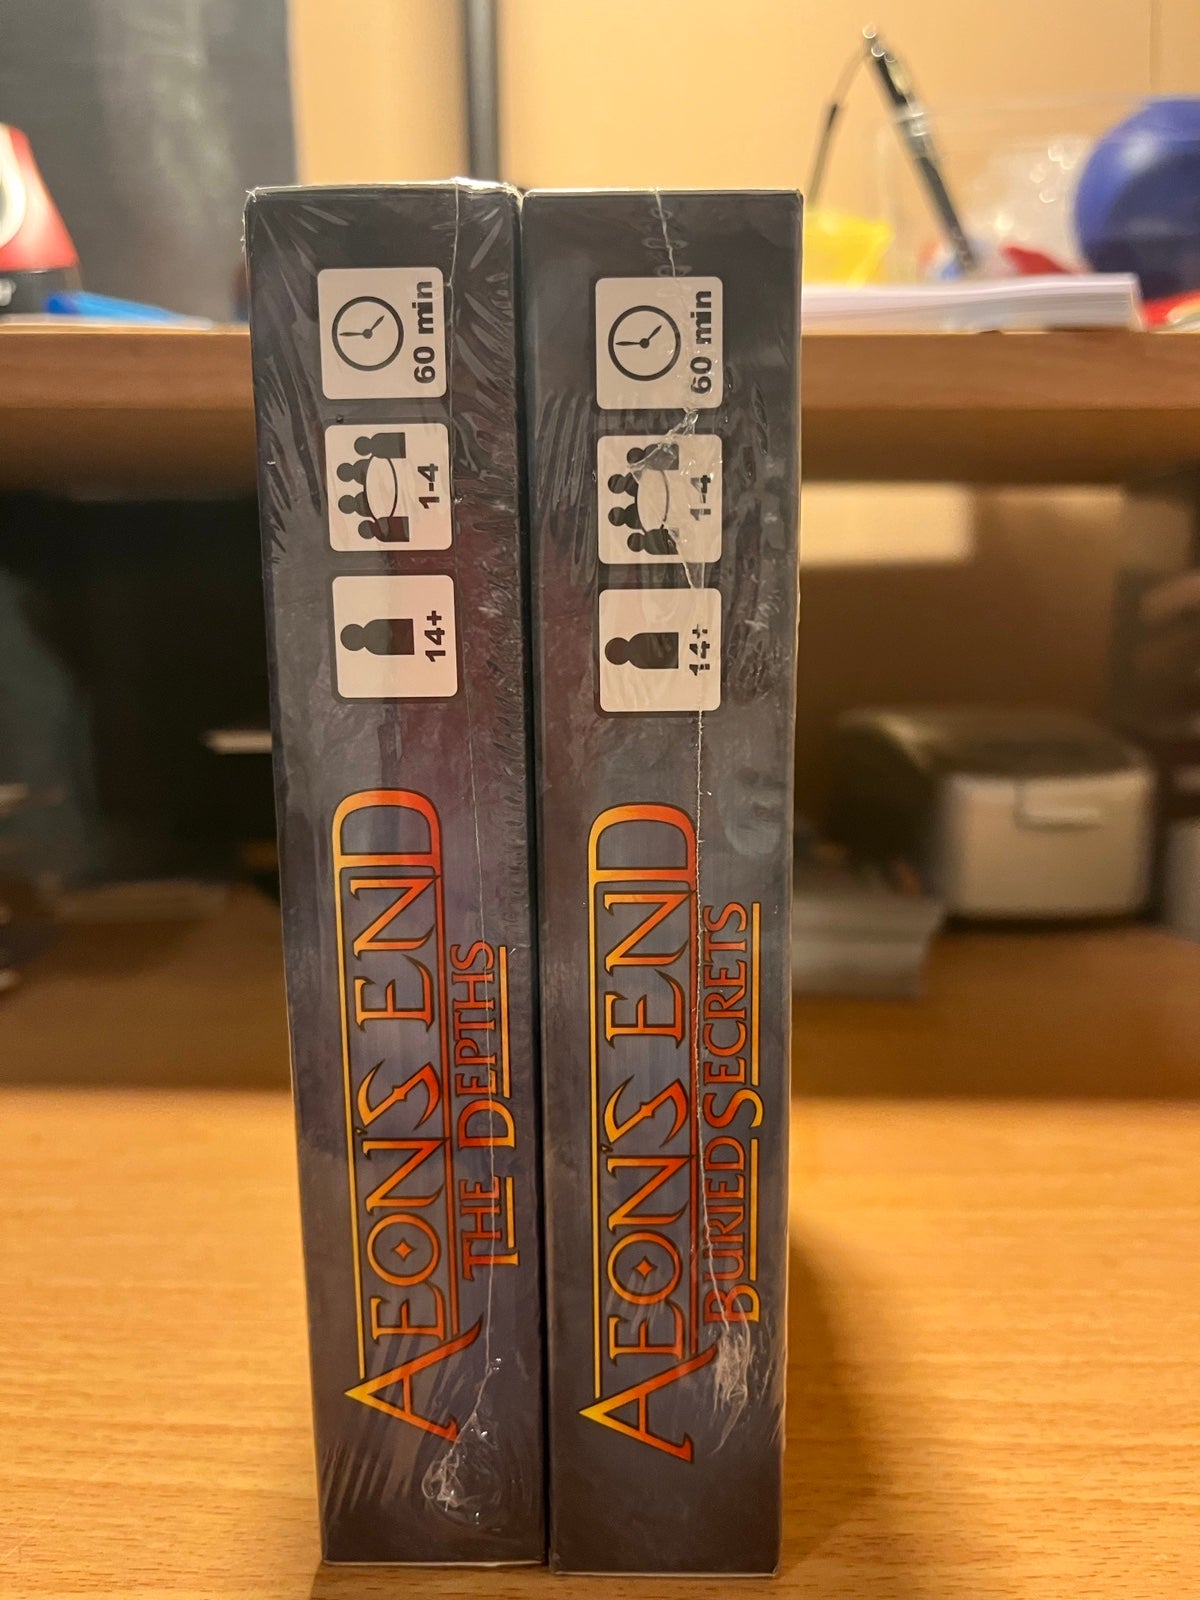 AEON'S END
THE DEPTHS
14+
1-4
60 min
AEON'S END
BURIED SECRETS
14+
1-4
60 min